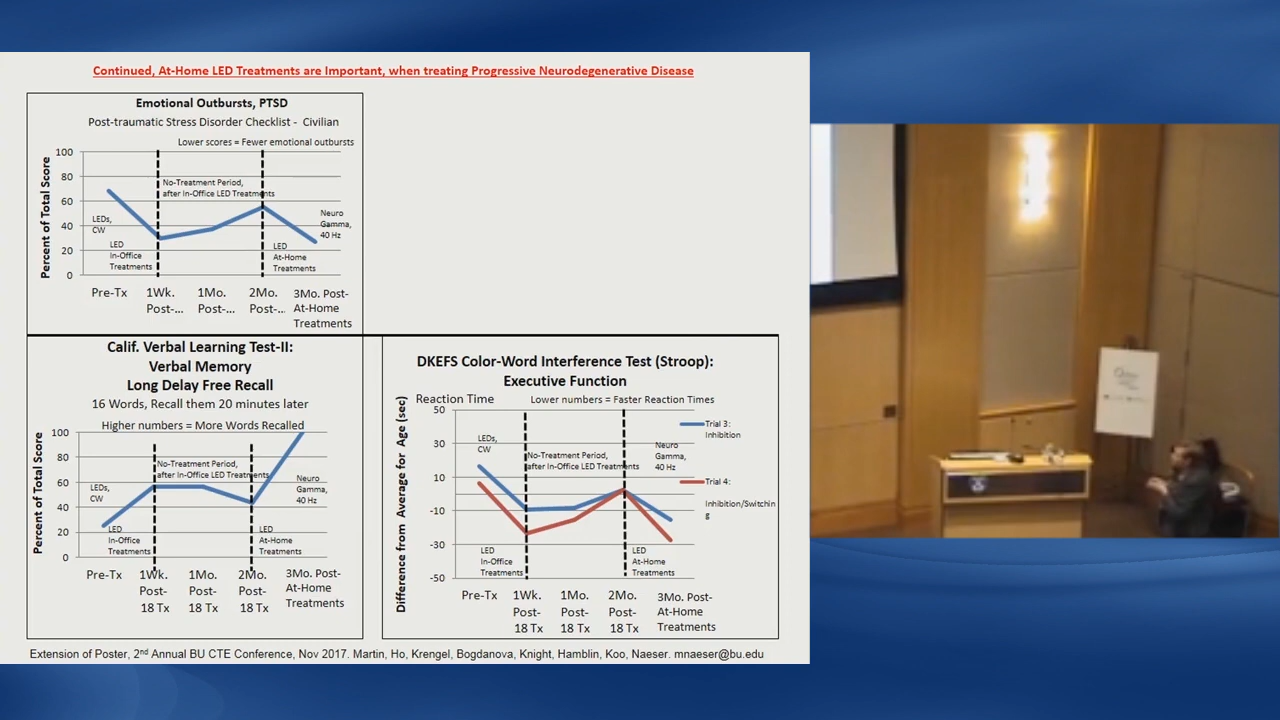 Continued, At-Home LED Treatments are Important, when treating Progressive Neurodegenerative Disease
Emotional Outbursts, PTSD
Post-traumatic Stress Disorder Checklist - Civilian
Lower scores = Fewer emotional outbursts
Percent of Total Score
100
80
60
40
20
0
No-Treatment Period,
after In-Office LED Treatments
LEDs,
CW
LED
In-Office
Treatments
LED
At-Home
Treatments
Neuro
Gamma,
40 Hz
Pre-Tx
1Wk.
Post-...
1Mo.
Post-...
2Mo.
Post-...
3Mo. Post-
At-Home
Treatments
Calif. Verbal Learning Test-II:
Verbal Memory
Long Delay Free Recall
16 Words, Recall them 20 minutes later
Higher numbers = More Words Recalled
Percent of Total Score
100
80
60
40
20
0
No-Treatment Period,
after In-Office LED Treatments
LEDs,
CW
LED
In-Office
Treatments
LED
At-Home
Treatments
Neuro
Gamma,
40 Hz
Pre-Tx
1Wk.
Post-
18 Tx
1Mo.
Post-
18 Tx
2Mo.
Post-
18 Tx
3Mo. Post-
At-Home
Treatments
DKEFS Color-Word Interference Test (Stroop):
Executive Function
Reaction Time
Lower numbers = Faster Reaction Times
Difference from Average for Age (sec)
50
30
10
-10
-30
-50
LEDs,
CW
No-Treatment Period,
after In-Office LED Treatments
Neuro
Gamma,
40 Hz
Trial 3:
Inhibition
Trial 4:
Inhibition/Switchin
g
LED
In-Office
Treatments
LED
At-Home
Treatments
Pre-Tx
1Wk.
Post-
18 Tx
1Mo.
Post-
18 Tx
2Mo.
Post-
18 Tx
3Mo. Post-
At-Home
Treatments
Extension of Poster, 2nd Annual BU CTE Conference, Nov 2017. Martin, Ho, Krengel, Bogdanova, Knight, Hamblin, Koo, Naeser. mnaeser@bu.edu